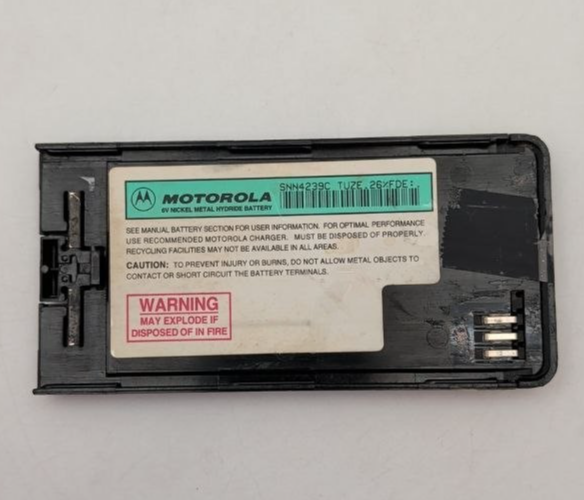 MOTOROLA
6V NICKEL METAL HYDRIDE BATTERY
SNN4239C TUZE
SEE MANUAL BATTERY SECTION FOR USER INFORMATION. FOR OPTIMAL PERFORMANCE
USE RECOMMENDED MOTOROLA CHARGER. MUST BE DISPOSED OF PROPERLY.
RECYCLING FACILITIES MAY NOT BE AVAILABLE IN ALL AREAS.
CAUTION: TO PREVENT INJURY OR BURNS, DO NOT ALLOW METAL OBJECTS TO
CONTACT OR SHORT CIRCUIT THE BATTERY TERMINALS.
WARNING
MAY EXPLODE IF
DISPOSED OF IN FIRE